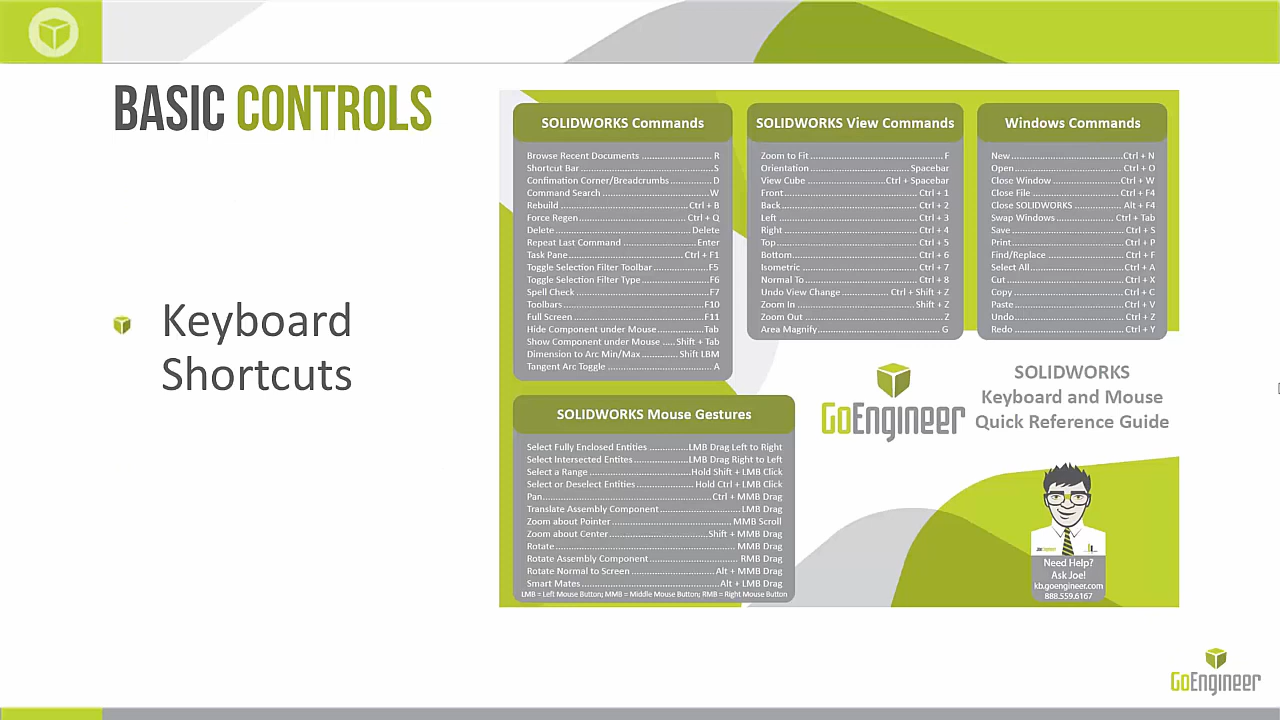 BASIC CONTROLS
Keyboard
Shortcuts
SOLIDWORKS Commands
Browse Recent Documents .......................... R
Shortcut Bar .............................................. S
Confimation Corner/Breadcrumbs .............. D
Command Search ...................................... W
Rebuild ............................................. Ctrl + B
Force Regen ...................................... Ctrl + Q
Delete ................................................ Delete
Repeat Last Command ........................ Enter
Task Pane ......................................... Ctrl + F1
Toggle Selection Filter Toolbar ................... F5
Toggle Selection Filter Type ....................... F6
Spell Check ............................................. F7
Toolbars ................................................ F10
Full Screen ............................................. F11
Hide Component under Mouse ............... Tab
Show Component under Mouse ..... Shift + Tab
Dimension to Arc Min/Max ............. Shift LBM
Tangent Arc Toggle ................................... A
SOLIDWORKS View Commands
Zoom to Fit ............................................. F
Orientation ................................... Spacebar
View Cube .......................... Ctrl + Spacebar
Front .............................................. Ctrl + 1
Back ............................................... Ctrl + 2
Left ................................................ Ctrl + 3
Right .............................................. Ctrl + 4
Top ................................................ Ctrl + 5
Bottom ........................................... Ctrl + 6
Isometric ........................................ Ctrl + 7
Normal To ....................................... Ctrl + 8
Undo View Change ............... Ctrl + Shift + Z
Zoom In ......................................... Shift + Z
Zoom Out ................................................ Z
Area Magnify ........................................... G
Windows Commands
New ..................................... Ctrl + N
Open .................................... Ctrl + O
Close Window ........................ Ctrl + W
Close File .............................. Ctrl + F4
Close SOLIDWORKS ................. Alt + F4
Swap Windows ..................... Ctrl + Tab
Save ...................................... Ctrl + S
Print ...................................... Ctrl + P
Find/Replace .......................... Ctrl + F
Select All ................................ Ctrl + A
Cut ........................................ Ctrl + X
Copy ...................................... Ctrl + C
Paste ..................................... Ctrl + V
Undo ..................................... Ctrl + Z
Redo ...................................... Ctrl + Y
SOLIDWORKS Mouse Gestures
Select Fully Enclosed Entities ............ LMB Drag Left to Right
Select Intersected Entites ................. LMB Drag Right to Left
Select a Range .................................. Hold Shift + LMB Click
Select or Deselect Entities ................... Hold Ctrl + LMB Click
Pan ........................................................ Ctrl + MMB Drag
Translate Assembly Component ........................... LMB Drag
Zoom about Pointer ........................................ MMB Scroll
Zoom about Center ................................ Shift + MMB Drag
Rotate ........................................................... MMB Drag
Rotate Assembly Component ............................. RMB Drag
Rotate Normal to Screen ........................... Alt + MMB Drag
Smart Mates .............................................. Alt + LMB Drag
LMB = Left Mouse Button; MMB = Middle Mouse Button; RMB = Right Mouse Button
GoEngineer
SOLIDWORKS
Keyboard and Mouse
Quick Reference Guide
Need Help?
Ask Joe!
kb.goengineer.com
888.559.6167
GoEngineer